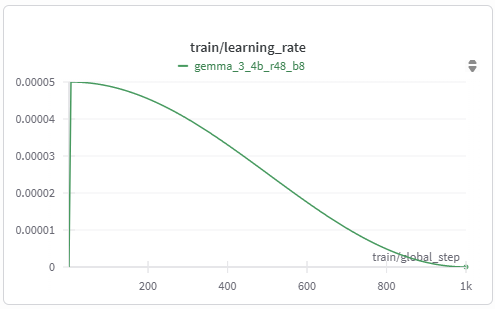 train/learning_rate
gemma_3_4b_r48_b8
0.00005
0.00004
0.00003
0.00002
0.00001
0
train/global_step
200 400 600 800 1k